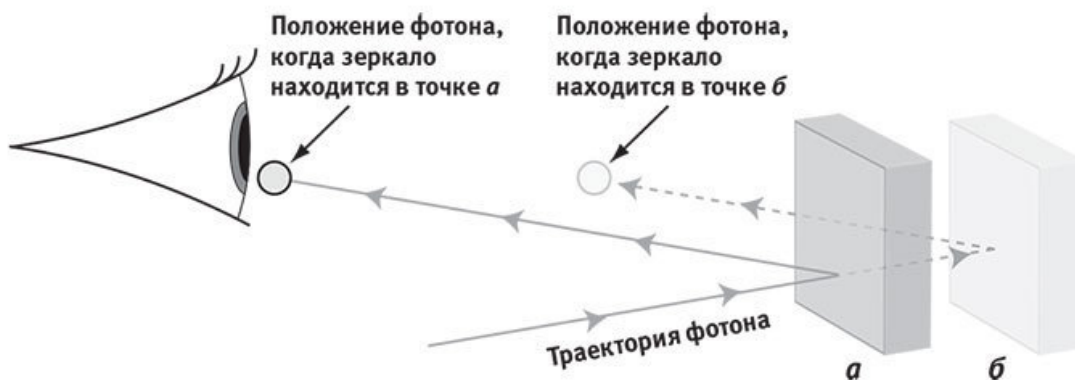 Положение фотона,
когда зеркало
находится в точке а
Положение фотона,
когда зеркало
находится в точке б
Траектория фотона
а
б